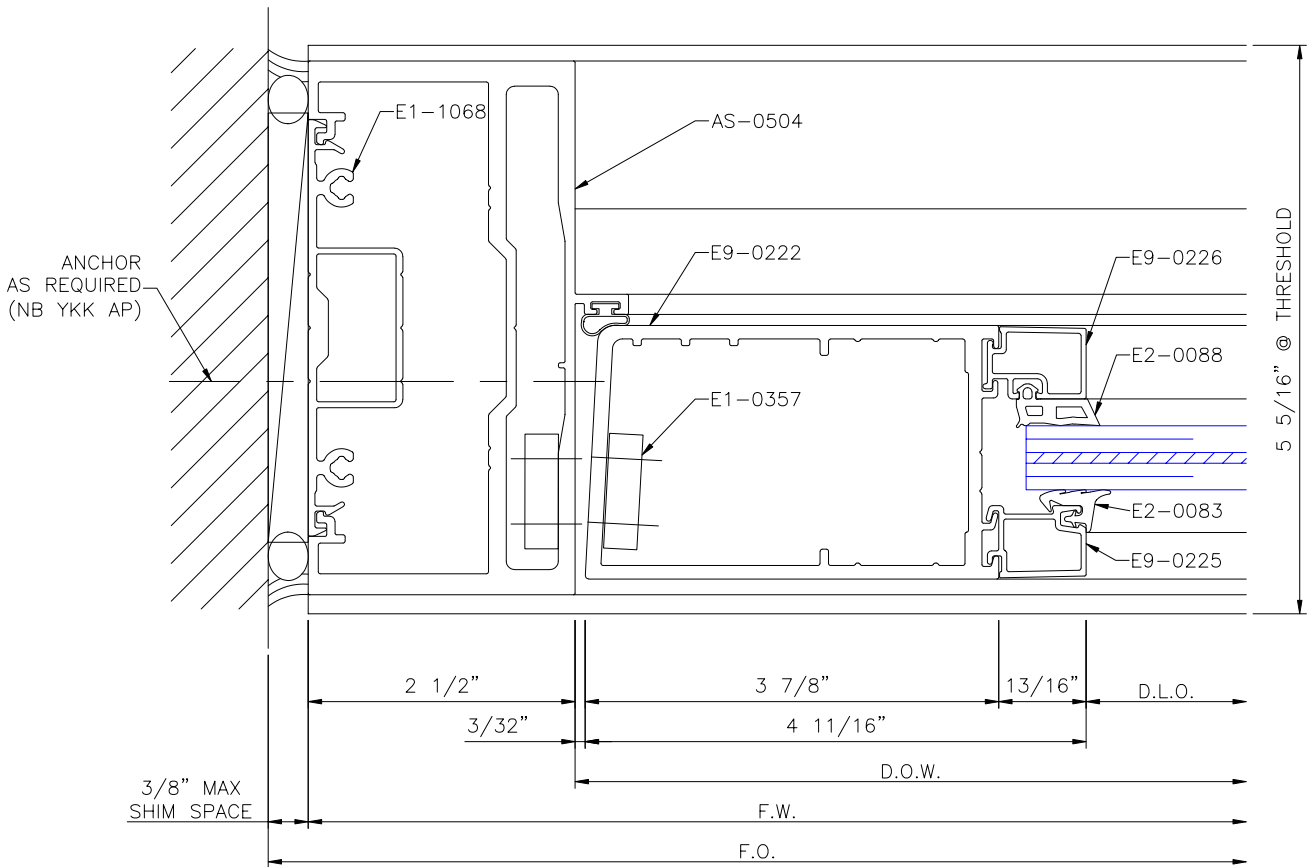 E1-1068
AS-0504
ANCHOR
AS REQUIRED
(NB YKK AP)
E9-0222
E9-0226
E2-0088
E1-0357
E2-0083
E9-0225
5 5/16" @ THRESHOLD
2 1/2"
3 7/8"
13/16"
D.L.O.
3/32"
4 11/16"
D.O.W.
3/8" MAX
SHIM SPACE
F.W.
F.O.